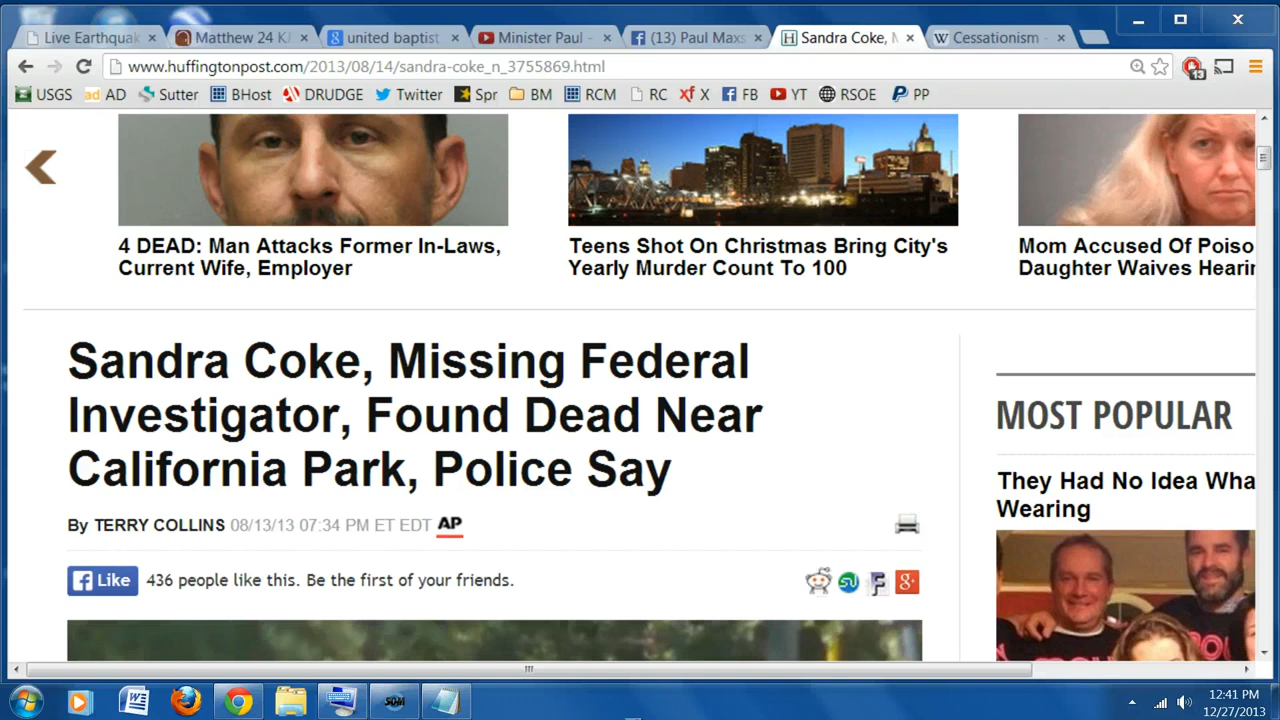 Live Earthquak
Matthew 24 KJ
united baptist
Minister Paul -
(13) Paul Maxs
Sandra Coke, M
Cessationism -
www.huffingtonpost.com/2013/08/14/sandra-coke_n_3755869.html
13
USGS
ad AD
Sutter
BHost
DRUDGE
Twitter
Spr
BM
RCM
RC
xf X
FB
YT
RSOE
PP
4 DEAD: Man Attacks Former In-Laws,
Current Wife, Employer
Teens Shot On Christmas Bring City's
Yearly Murder Count To 100
Mom Accused Of Poiso
Daughter Waives Hearin
Sandra Coke, Missing Federal
Investigator, Found Dead Near
California Park, Police Say
By TERRY COLLINS 08/13/13 07:34 PM ET EDT AP
Like 436 people like this. Be the first of your friends.
MOST POPULAR
They Had No Idea Wha
Wearing
12:41 PM
12/27/2013